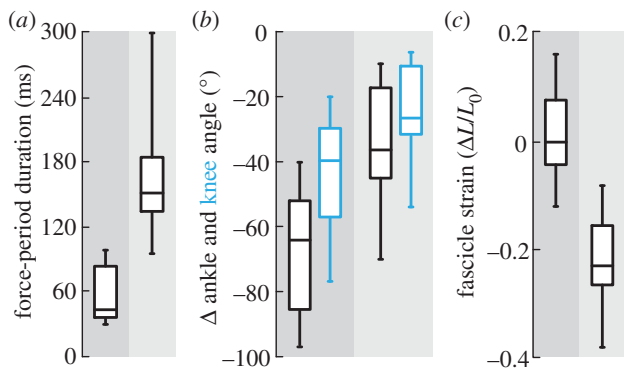 (a)
force-period duration (ms)
300
240
180
120
60
0
(b)
Δ ankle and knee angle (°)
0
−20
−40
−60
−80
−100
(c)
fascicle strain (ΔL/L0)
0.2
0
−0.2
−0.4